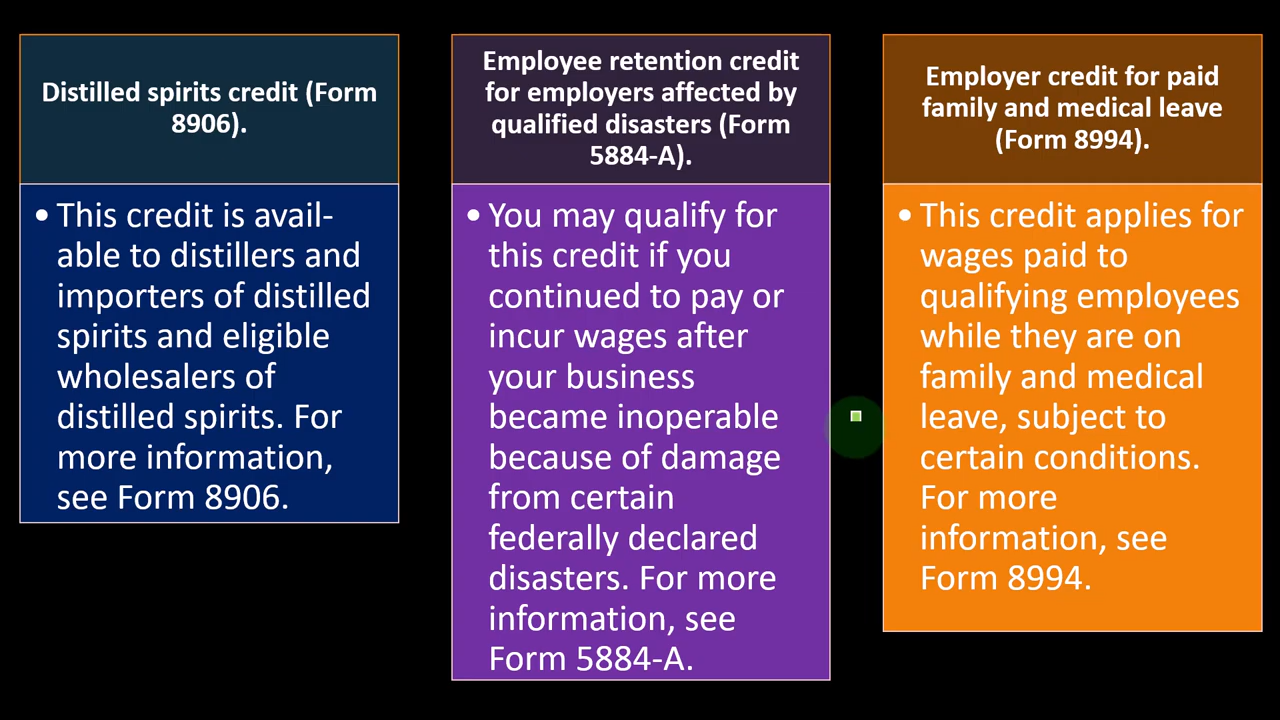 Distilled spirits credit (Form
8906).
• This credit is avail-
able to distillers and
importers of distilled
spirits and eligible
wholesalers of
distilled spirits. For
more information,
see Form 8906.
Employee retention credit
for employers affected by
qualified disasters (Form
5884-A).
• You may qualify for
this credit if you
continued to pay or
incur wages after
your business
became inoperable
because of damage
from certain
federally declared
disasters. For more
information, see
Form 5884-A.
Employer credit for paid
family and medical leave
(Form 8994).
• This credit applies for
wages paid to
qualifying employees
while they are on
family and medical
leave, subject to
certain conditions.
For more
information, see
Form 8994.